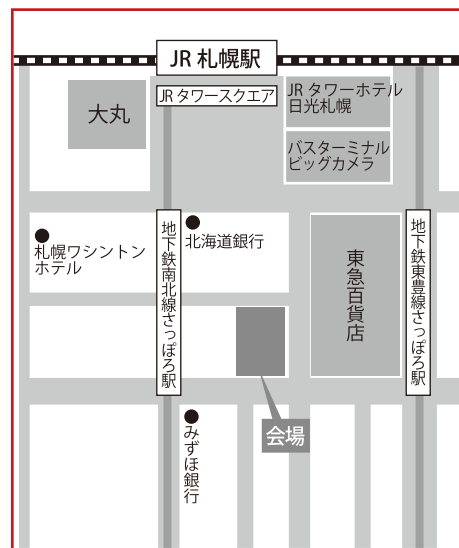 JR 札幌駅
JR タワースクエア
大丸
JR タワーホテル
日光札幌
バスターミナル
ビッグカメラ
札幌ワシントン
ホテル
地下鉄南北線さっぽろ駅
北海道銀行
東急百貨店
地下鉄東豊線さっぽろ駅
会場
みずほ銀行